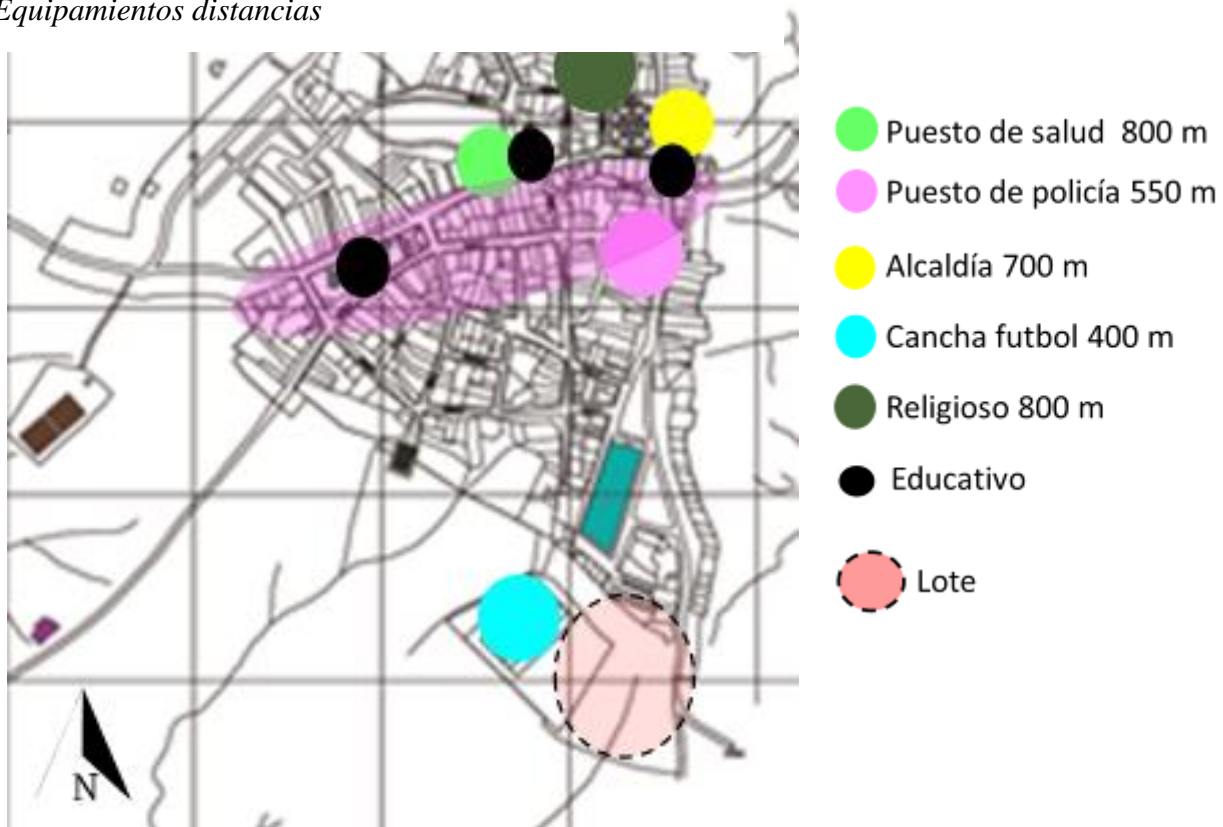 Equipamientos distancias
Puesto de salud 800 m
Puesto de policía 550 m
Alcaldía 700 m
Cancha futbol 400 m
Religioso 800 m
Educativo
Lote
N